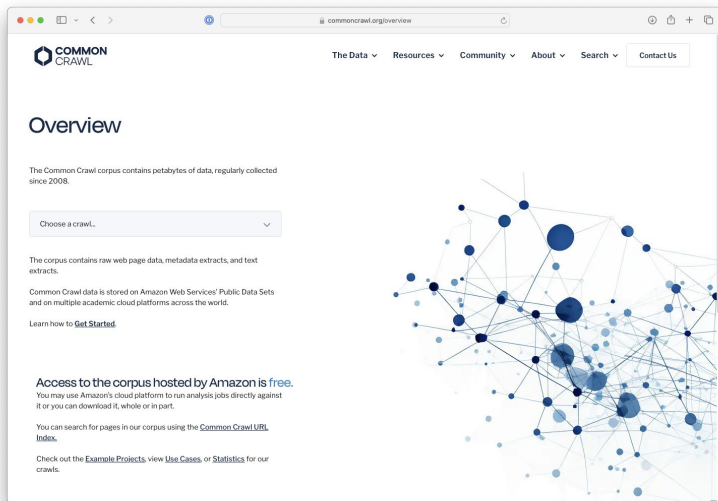 commoncrawl.org/overview
COMMON
CRAWL
The Data
Resources
Community
About
Search
Contact Us
Overview
The Common Crawl corpus contains petabytes of data, regularly collected
since 2008.
Choose a crawl...
The corpus contains raw web page data, metadata extracts, and text
extracts.
Common Crawl data is stored on Amazon Web Services' Public Data Sets
and on multiple academic cloud platforms across the world.
Learn how to Get Started.
Access to the corpus hosted by Amazon is free.
You may use Amazon's cloud platform to run analysis jobs directly against
it or you can download it, whole or in part.
You can search for pages in our corpus using the Common Crawl URL
Index.
Check out the Example Projects, view Use Cases, or Statistics for our
crawls.